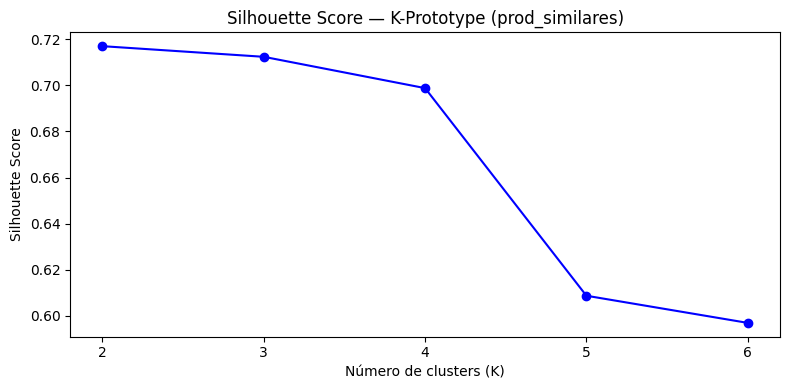 Silhouette Score — K-Prototype (prod_similares)
0.72
0.70
0.68
0.66
0.64
0.62
0.60
Silhouette Score
2 3 4 5 6
Número de clusters (K)